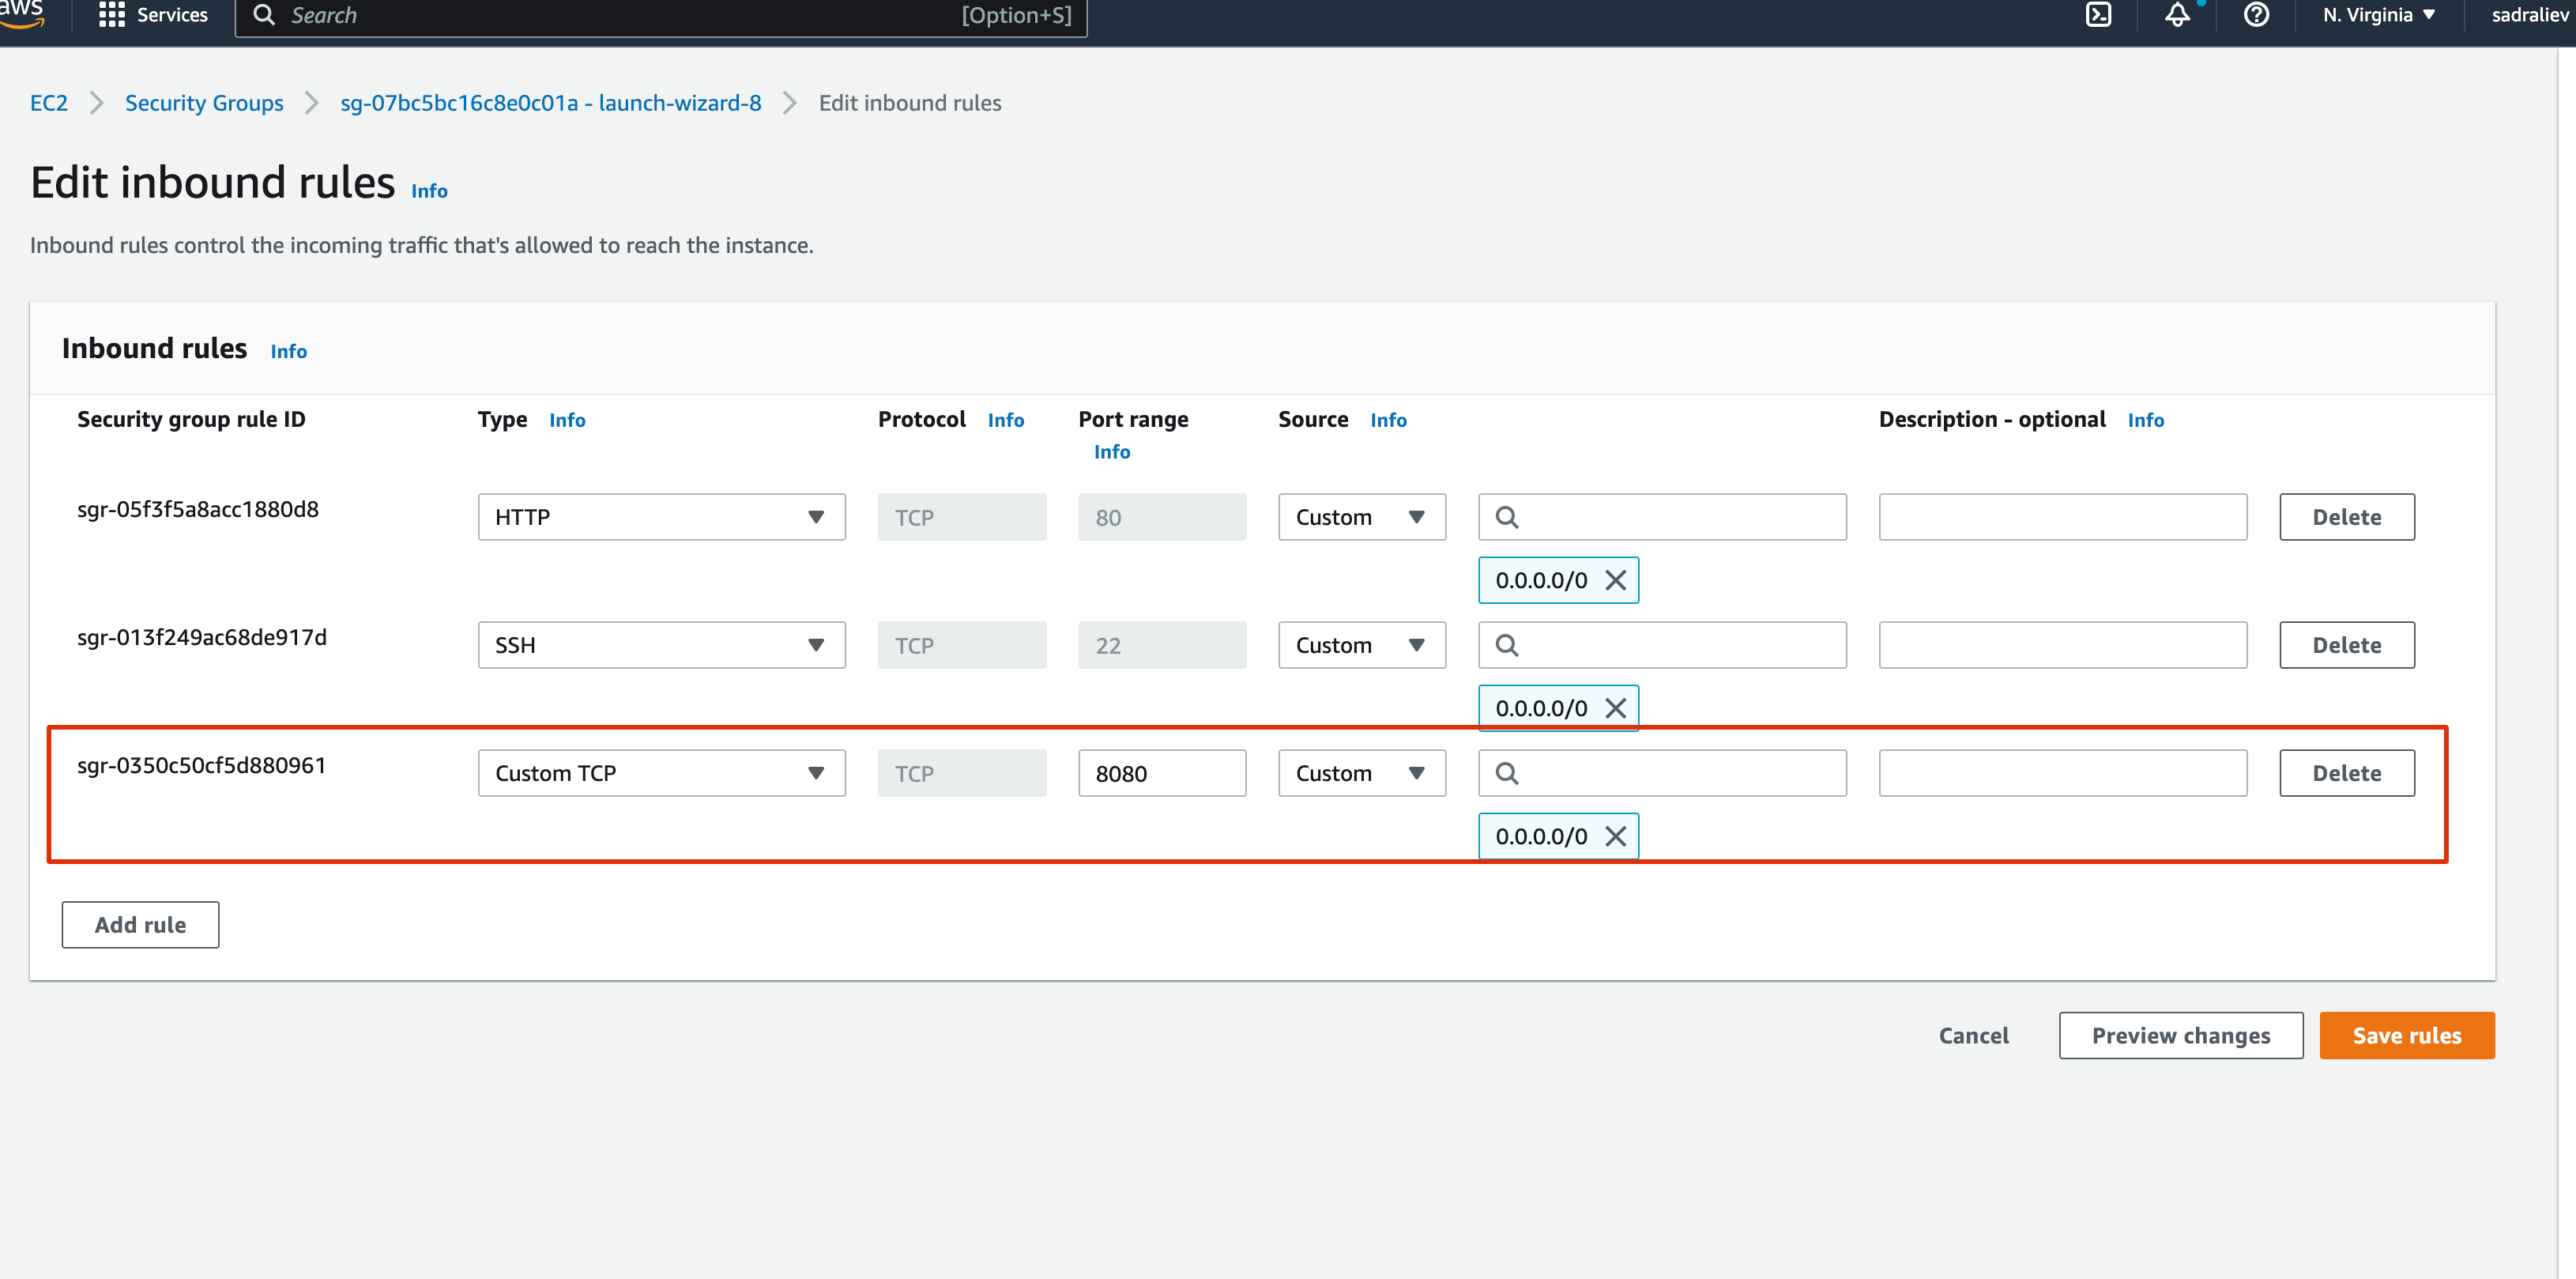 aws Services Search [Option+S] N. Virginia sadraliev
EC2 Security Groups sg-07bc5bc16c8e0c01a - launch-wizard-8 Edit inbound rules
Edit inbound rules Info
Inbound rules control the incoming traffic that's allowed to reach the instance.
Inbound rules Info
Security group rule ID Type Info Protocol Info Port range Source Info Description - optional Info
Info
sgr-05f3f5a8acc1880d8 HTTP TCP 80 Custom Delete
0.0.0.0/0
sgr-013f249ac68de917d SSH TCP 22 Custom Delete
0.0.0.0/0
sgr-0350c50cf5d880961 Custom TCP TCP 8080 Custom Delete
0.0.0.0/0
Add rule
Cancel Preview changes Save rules